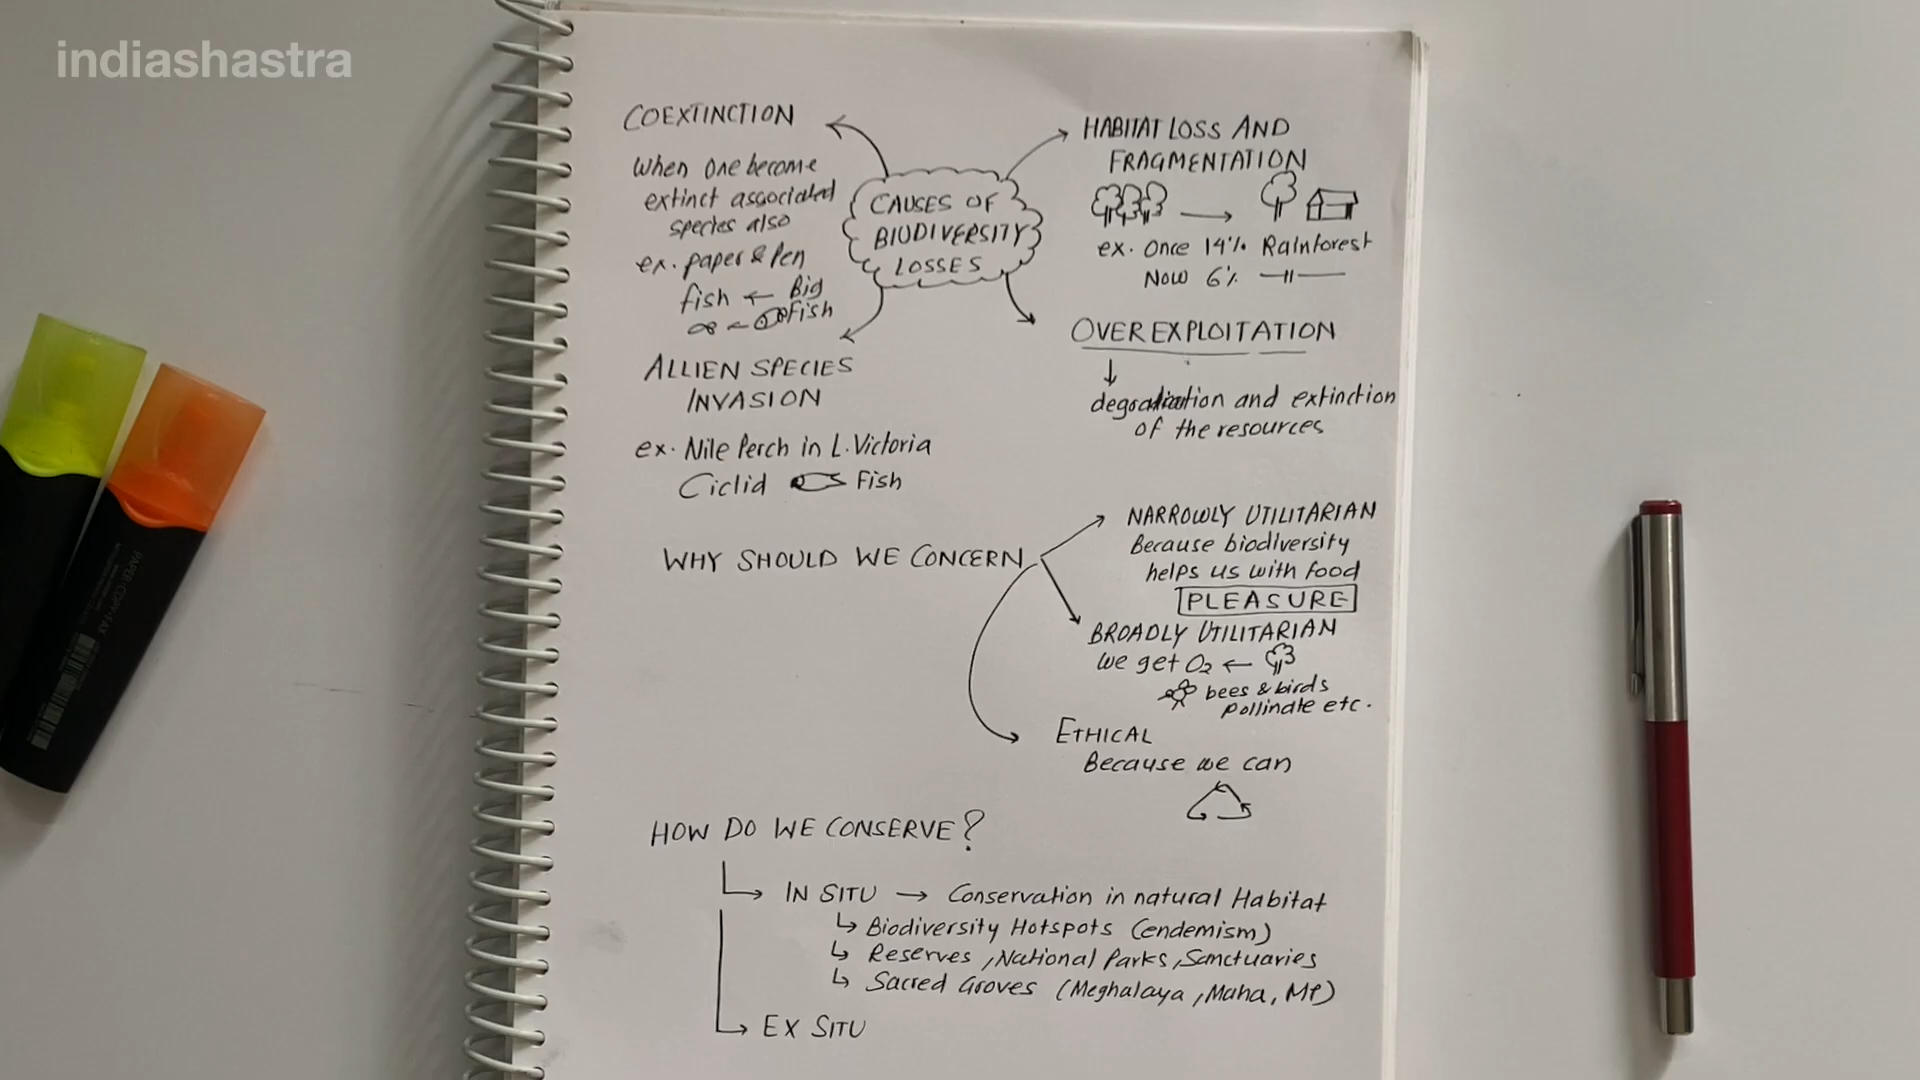 indiashastra
COEXTINCTION
When one become
extinct associated
species also
ex. paper & Pen
fish ← Big
Fish
CAUSES OF
BIODIVERSITY
LOSSES
HABITAT LOSS AND
FRAGMENTATION
ex. Once 14% Rainforest
Now 6% —〃—
OVER EXPLOITATION
degradation and extinction
of the resources
ALLIEN SPECIES
INVASION
ex. Nile Perch in L. Victoria
Ciclid Fish
WHY SHOULD WE CONCERN
NARROWLY UTILITARIAN
Because biodiversity
helps us with food
PLEASURE
BROADLY UTILITARIAN
We get O2 ←
bees & birds
pollinate etc.
ETHICAL
Because we can
HOW DO WE CONSERVE?
IN SITU → Conservation in natural Habitat
↳ Biodiversity Hotspots (endemism)
↳ Reserves, National Parks, Sanctuaries
↳ Sacred Groves (Meghalaya, Maha, MP)
EX SITU